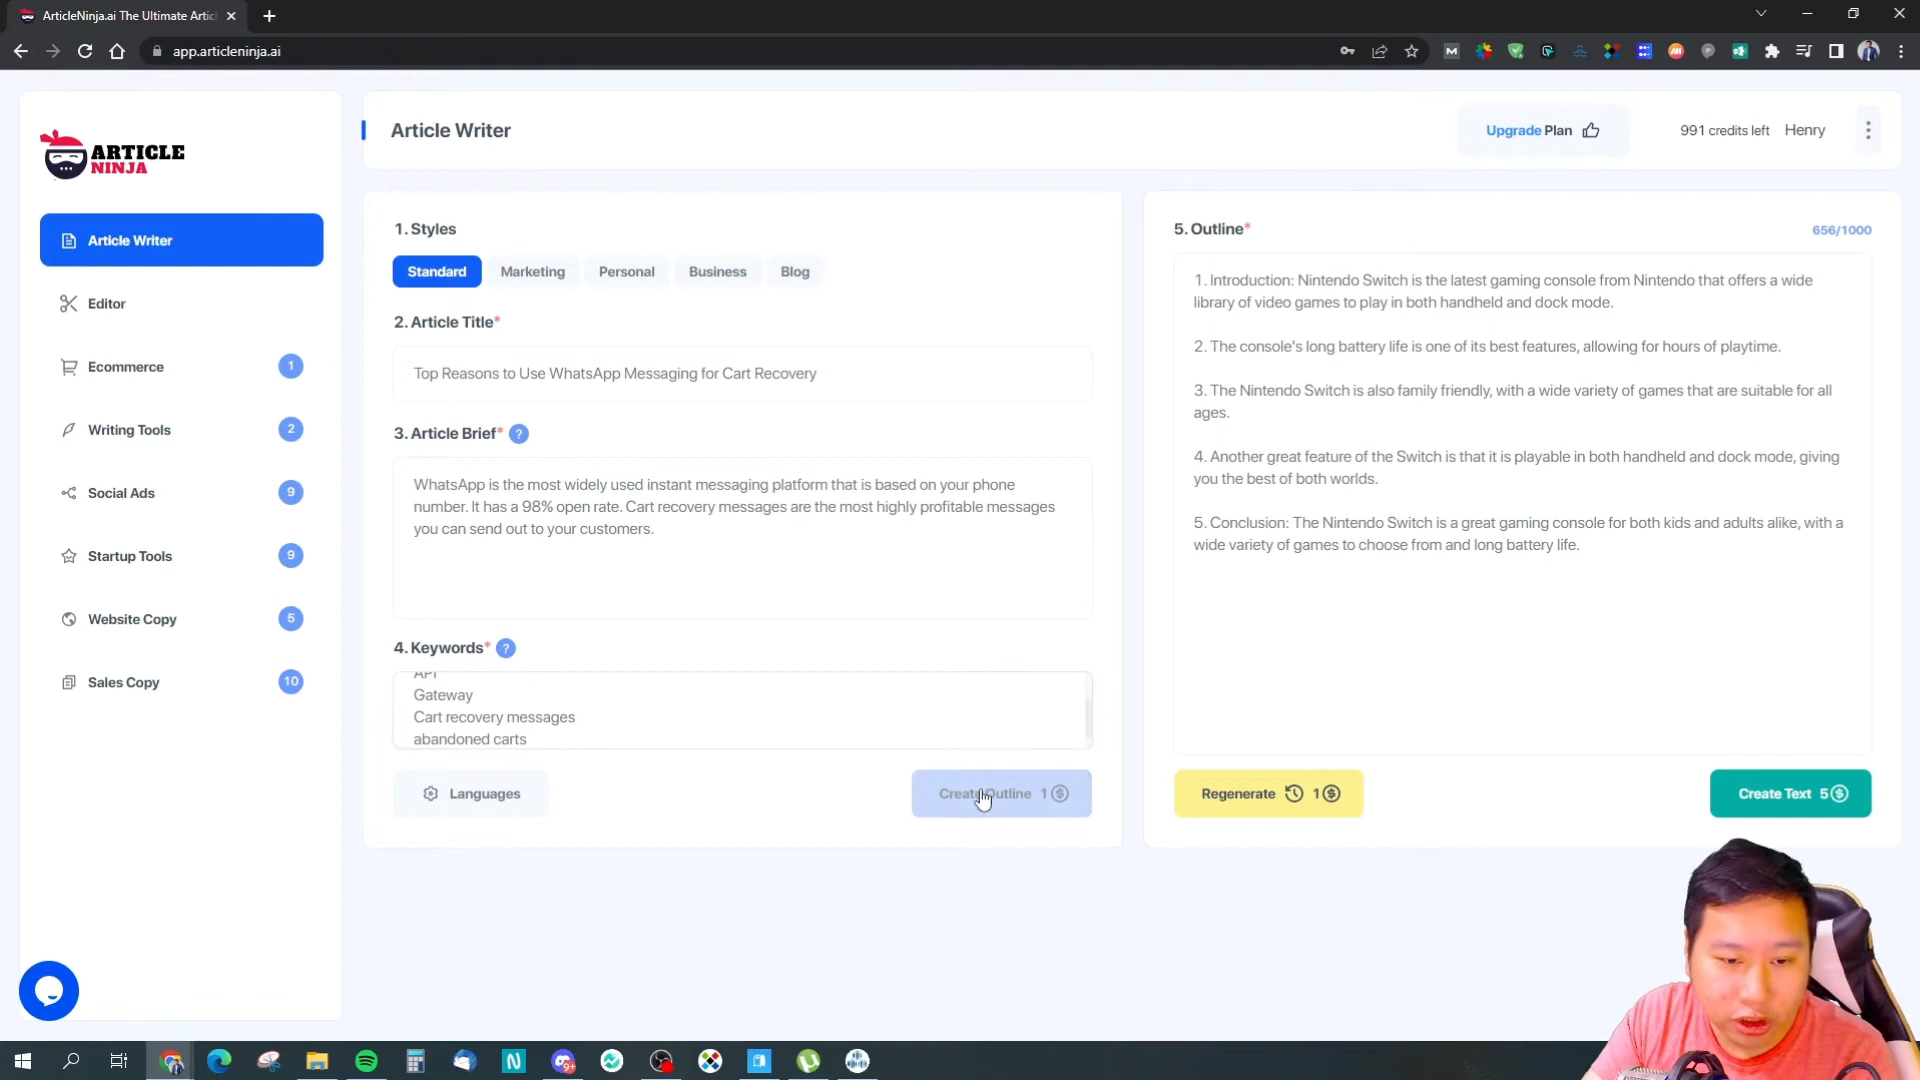 ArticleNinja.ai The Ultimate Artic
app.articleninja.ai
ARTICLE
NINJA
Article Writer
Upgrade Plan
991 credits left
Henry
Article Writer
Editor
Ecommerce
1
Writing Tools
2
Social Ads
9
Startup Tools
9
Website Copy
5
Sales Copy
10
1. Styles
Standard
Marketing
Personal
Business
Blog
2. Article Title*
Top Reasons to Use WhatsApp Messaging for Cart Recovery
3. Article Brief*
?
WhatsApp is the most widely used instant messaging platform that is based on your phone
number. It has a 98% open rate. Cart recovery messages are the most highly profitable messages
you can send out to your customers.
4. Keywords*
?
API
Gateway
Cart recovery messages
abandoned carts
Languages
Create Outline 1
5. Outline*
656/1000
1. Introduction: Nintendo Switch is the latest gaming console from Nintendo that offers a wide
library of video games to play in both handheld and dock mode.
2. The console's long battery life is one of its best features, allowing for hours of playtime.
3. The Nintendo Switch is also family friendly, with a wide variety of games that are suitable for all
ages.
4. Another great feature of the Switch is that it is playable in both handheld and dock mode, giving
you the best of both worlds.
5. Conclusion: The Nintendo Switch is a great gaming console for both kids and adults alike, with a
wide variety of games to choose from and long battery life.
Regenerate 1
Create Text 5